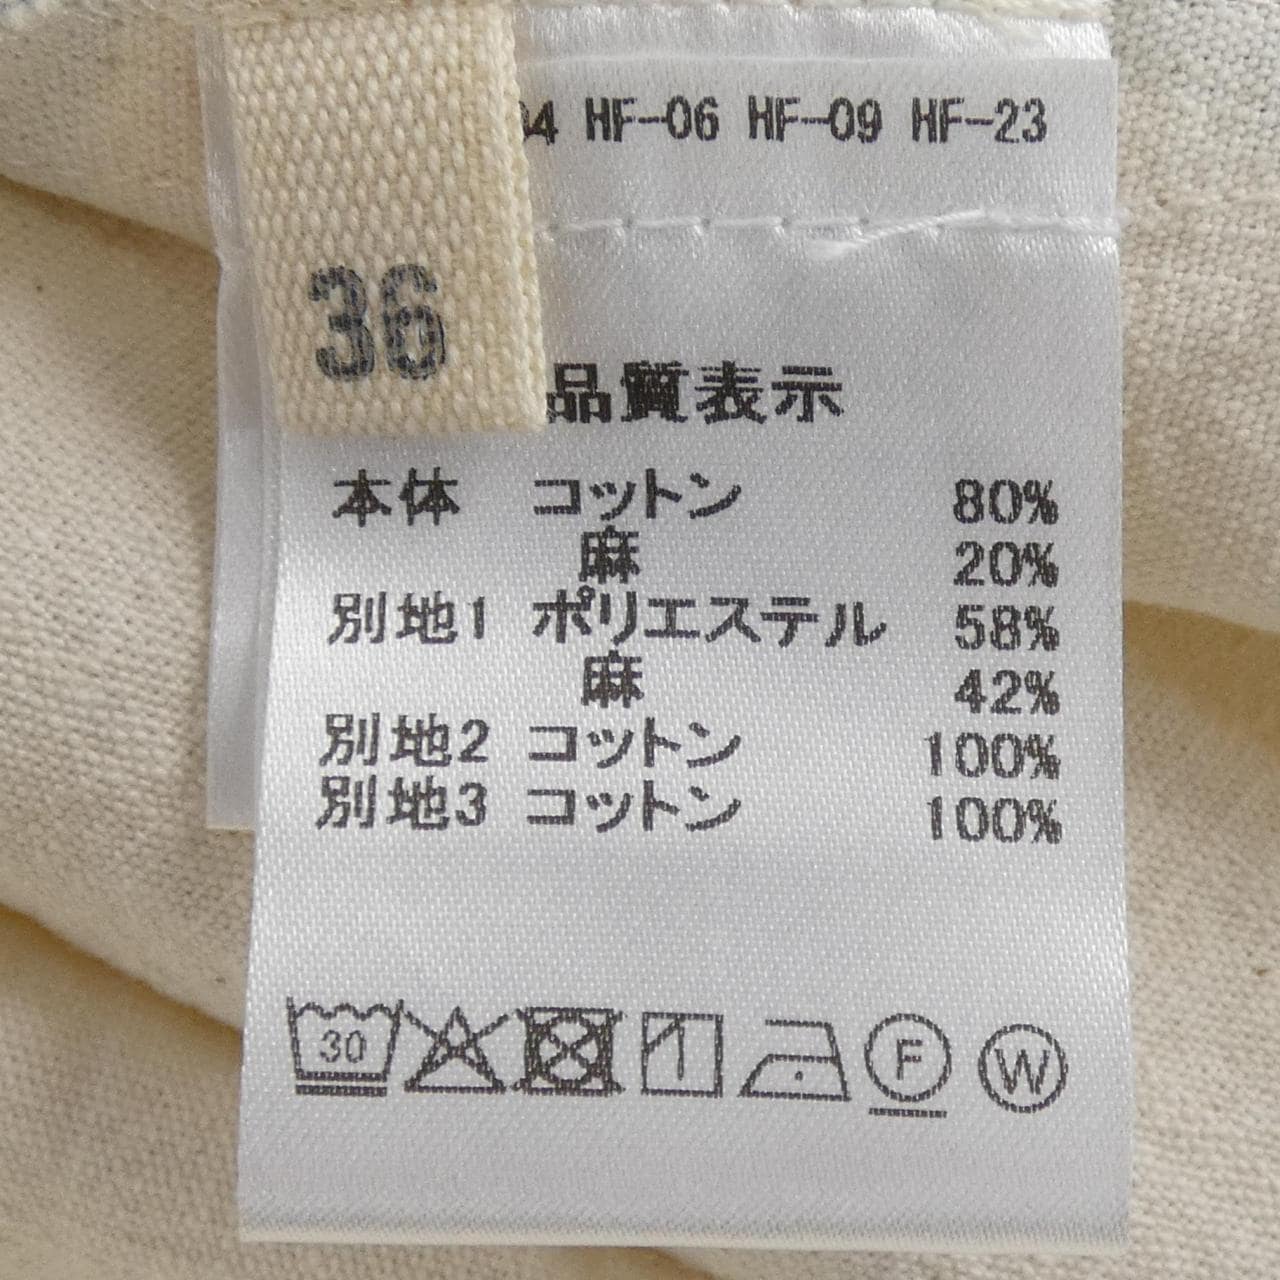 04 HF-06 HF-09 HF-23
36
品質表示
本体 コットン 80%
麻 20%
別地1 ポリエステル 58%
麻 42%
別地2 コットン 100%
別地3 コットン 100%
30
F
W